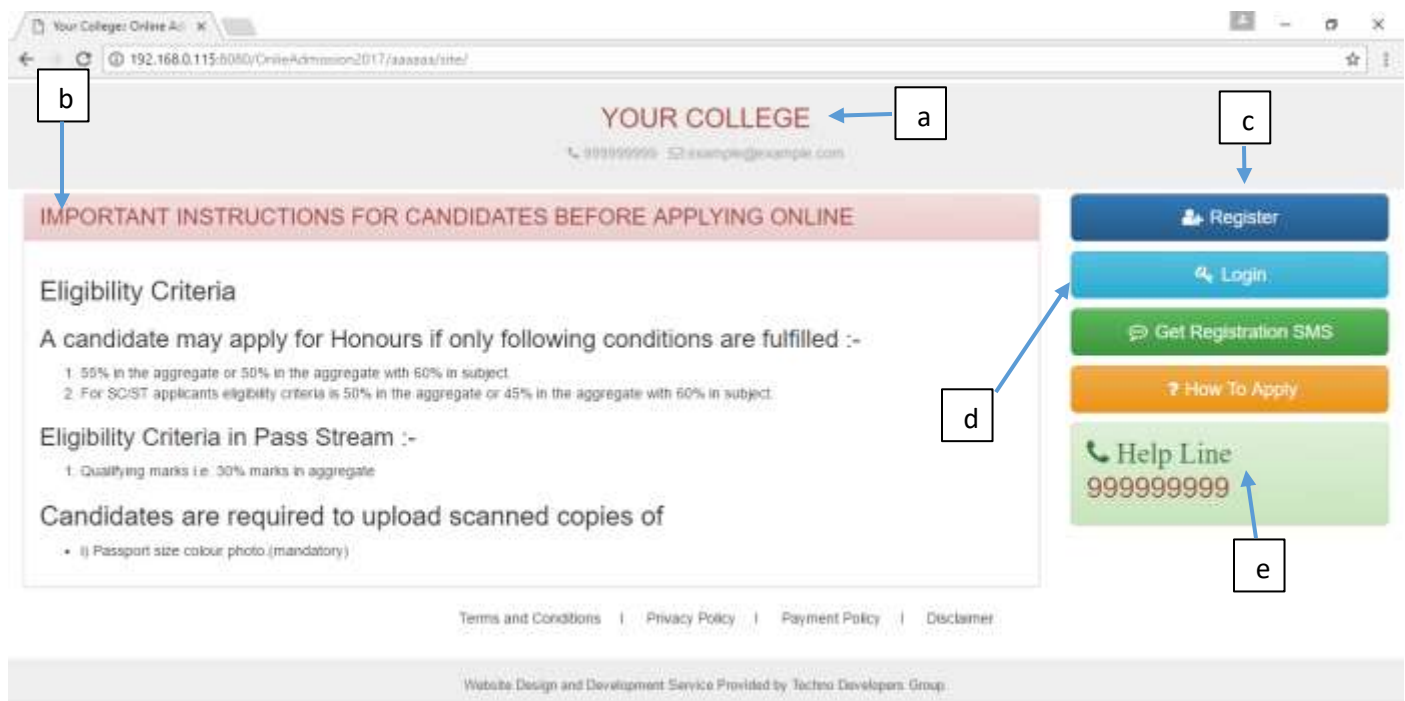 Your College: Online Ad
192.168.0.115:8080/OnlieAdmission2017/aaaaaa/site/
b
YOUR COLLEGE
a
c
999999999 example@example.com
IMPORTANT INSTRUCTIONS FOR CANDIDATES BEFORE APPLYING ONLINE
Register
Eligibility Criteria
Login
A candidate may apply for Honours if only following conditions are fulfilled :-
Get Registration SMS
1. 55% in the aggregate or 50% in the aggregate with 60% in subject.
2. For SC/ST applicants eligibility criteria is 50% in the aggregate or 45% in the aggregate with 60% in subject.
? How To Apply
d
Eligibility Criteria in Pass Stream :-
1. Qualifying marks i.e. 30% marks in aggregate
Help Line
999999999
Candidates are required to upload scanned copies of
• i) Passport size colour photo.(mandatory)
e
Terms and Conditions | Privacy Policy | Payment Policy | Disclaimer
Website Design and Development Service Provided by Techno Developers Group.